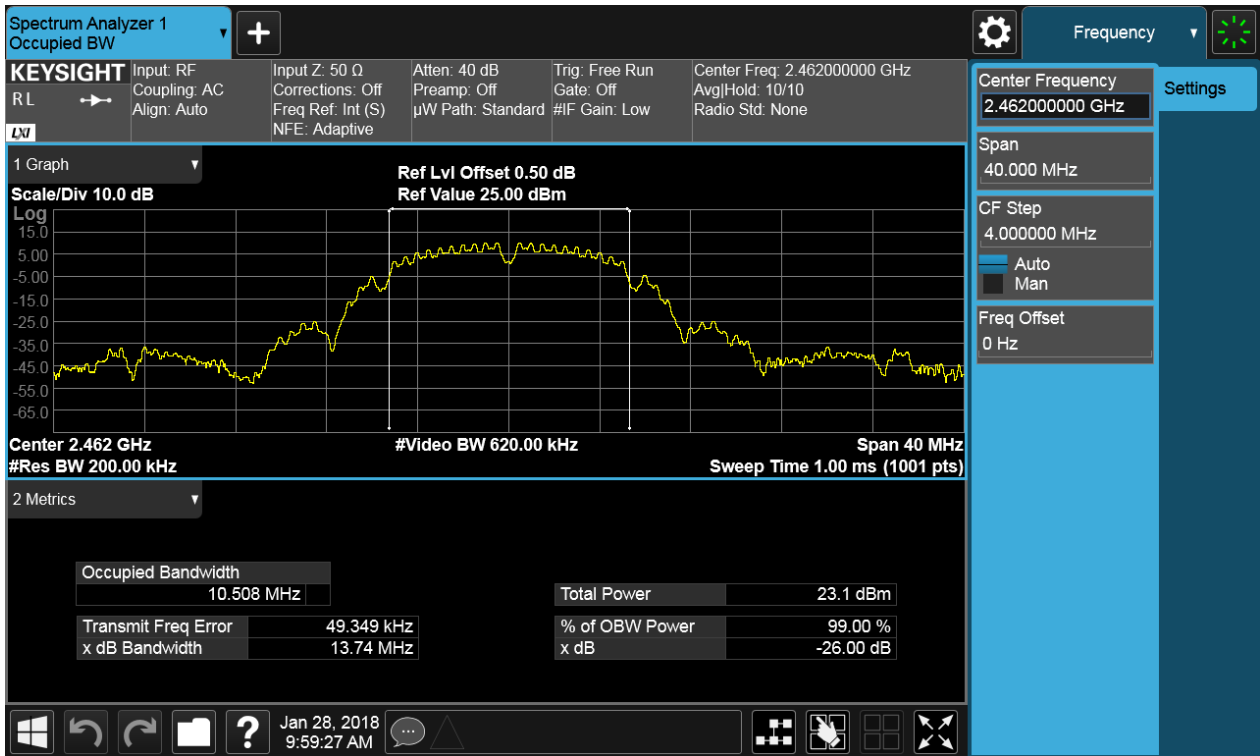 Spectrum Analyzer 1
Occupied BW
+
Frequency
KEYSIGHT
R L
LXI
Input: RF
Coupling: AC
Align: Auto
Input Z: 50 Ω
Corrections: Off
Freq Ref: Int (S)
NFE: Adaptive
Atten: 40 dB
Preamp: Off
µW Path: Standard
Trig: Free Run
Gate: Off
#IF Gain: Low
Center Freq: 2.462000000 GHz
Avg|Hold: 10/10
Radio Std: None
1 Graph
Scale/Div 10.0 dB
Ref Lvl Offset 0.50 dB
Ref Value 25.00 dBm
Log
15.0
5.00
-5.00
-15.0
-25.0
-35.0
-45.0
-55.0
-65.0
Center 2.462 GHz
#Video BW 620.00 kHz
Span 40 MHz
#Res BW 200.00 kHz
Sweep Time 1.00 ms (1001 pts)
2 Metrics
Occupied Bandwidth
10.508 MHz
Transmit Freq Error 49.349 kHz
x dB Bandwidth 13.74 MHz
Total Power 23.1 dBm
% of OBW Power 99.00 %
x dB -26.00 dB
Center Frequency
2.462000000 GHz
Span
40.000 MHz
CF Step
4.000000 MHz
Auto
Man
Freq Offset
0 Hz
Settings
?
Jan 28, 2018
9:59:27 AM